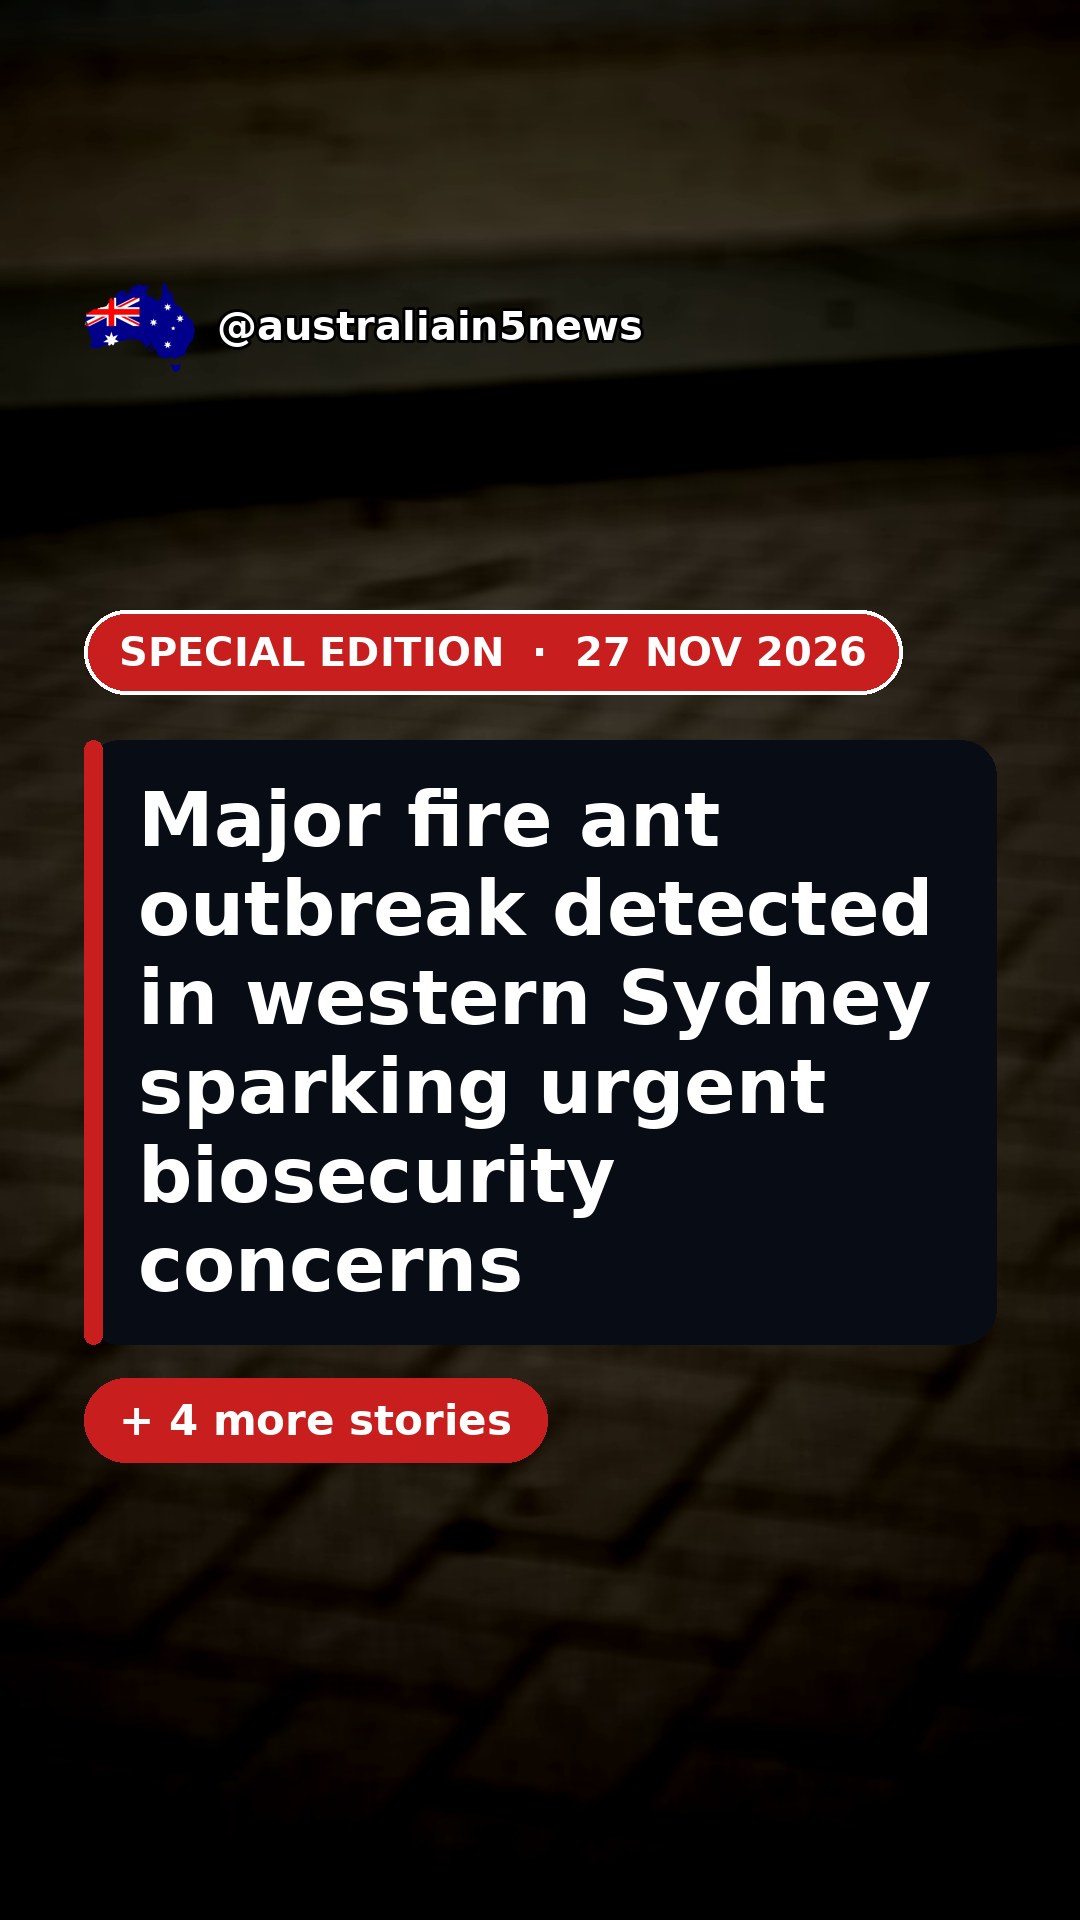 @australiain5news
SPECIAL EDITION · 27 NOV 2026
Major fire ant
outbreak detected
in western Sydney
sparking urgent
biosecurity
concerns
+ 4 more stories